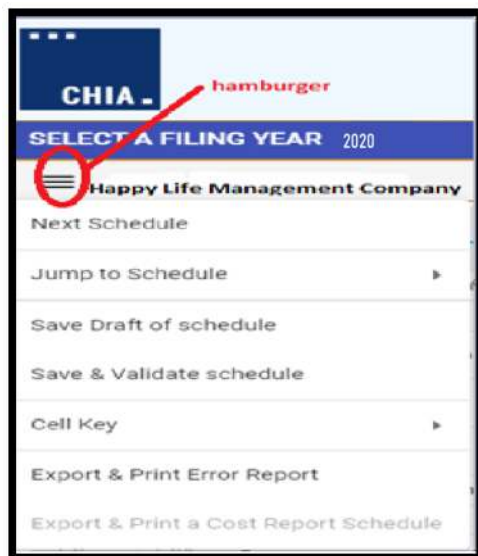 CHIA
hamburger
SELECT A FILING YEAR 2020
Happy Life Management Company
Next Schedule
Jump to Schedule
Save Draft of schedule
Save & Validate schedule
Cell Key
Export & Print Error Report
Export & Print a Cost Report Schedule